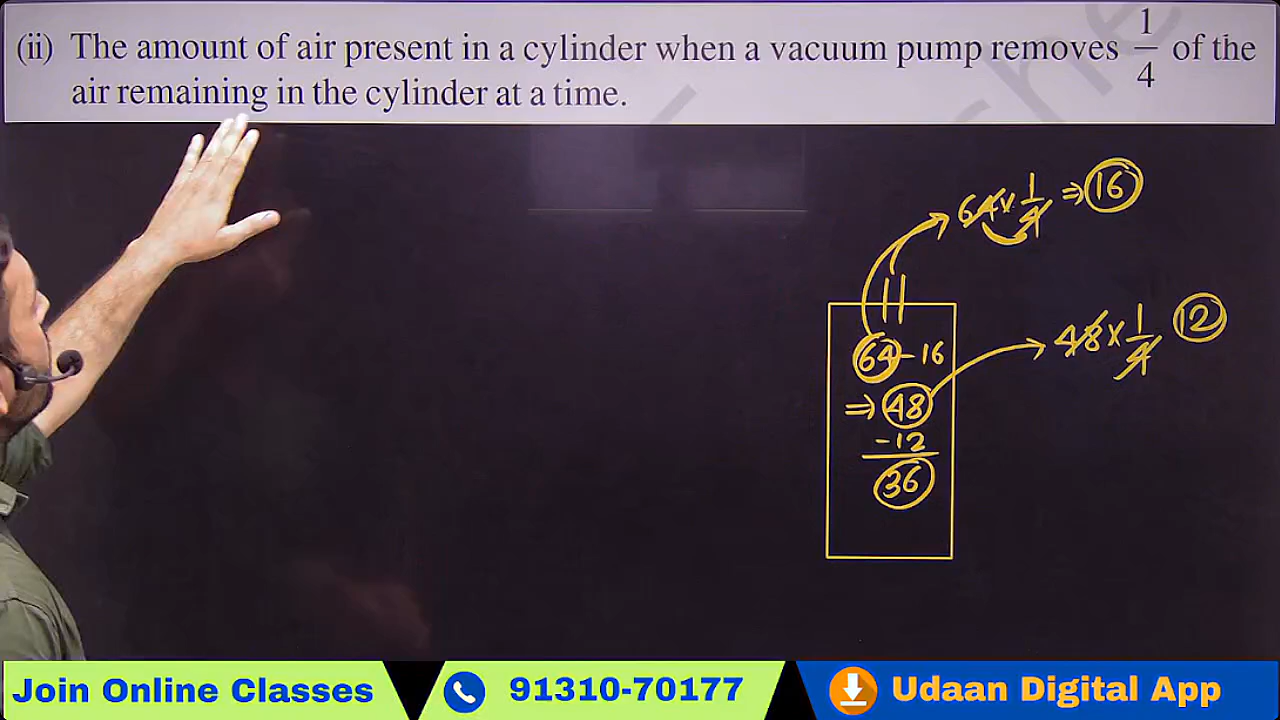 (ii) The amount of air present in a cylinder when a vacuum pump removes 1/4 of the
air remaining in the cylinder at a time.
64 × 1/4 ⇒ 16
64 - 16
48 × 1/4 12
⇒ 48
-12
36
Join Online Classes
91310-70177
Udaan Digital App